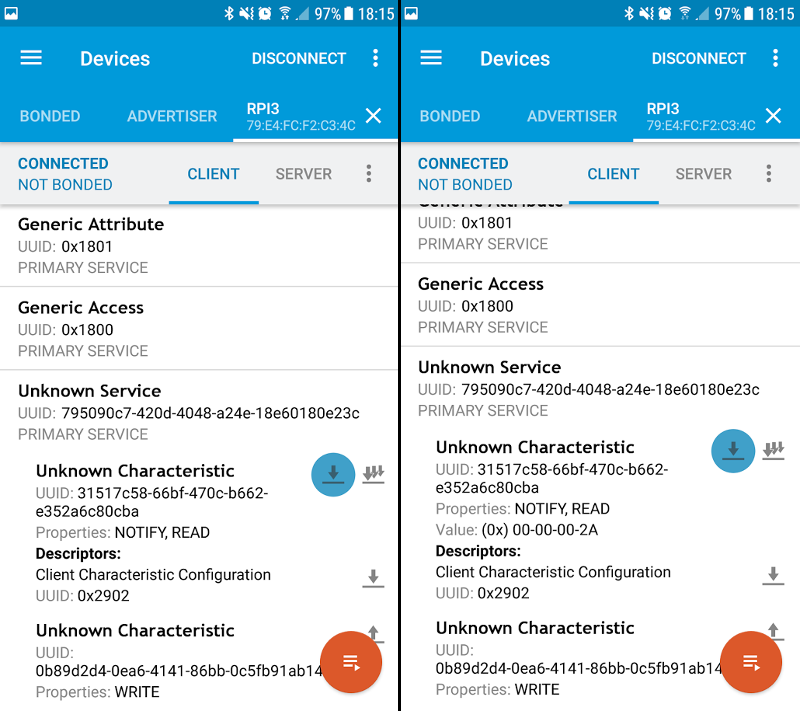 97% 18:15
Devices DISCONNECT
BONDED ADVERTISER RPI3
79:E4:FC:F2:C3:4C
CONNECTED
NOT BONDED
CLIENT SERVER
Generic Attribute
UUID: 0x1801
PRIMARY SERVICE
Generic Access
UUID: 0x1800
PRIMARY SERVICE
Unknown Service
UUID: 795090c7-420d-4048-a24e-18e60180e23c
PRIMARY SERVICE
Unknown Characteristic
UUID: 31517c58-66bf-470c-b662-
e352a6c80cba
Properties: NOTIFY, READ
Descriptors:
Client Characteristic Configuration
UUID: 0x2902
Unknown Characteristic
UUID:
0b89d2d4-0ea6-4141-86bb-0c5fb91ab14
Properties: WRITE
97% 18:15
Devices DISCONNECT
BONDED ADVERTISER RPI3
79:E4:FC:F2:C3:4C
CONNECTED
NOT BONDED
CLIENT SERVER
Generic Attribute
UUID: 0x1801
PRIMARY SERVICE
Generic Access
UUID: 0x1800
PRIMARY SERVICE
Unknown Service
UUID: 795090c7-420d-4048-a24e-18e60180e23c
PRIMARY SERVICE
Unknown Characteristic
UUID: 31517c58-66bf-470c-b662-
e352a6c80cba
Properties: NOTIFY, READ
Value: (0x) 00-00-00-2A
Descriptors:
Client Characteristic Configuration
UUID: 0x2902
Unknown Characteristic
UUID:
0b89d2d4-0ea6-4141-86bb-0c5fb91ab14
Properties: WRITE